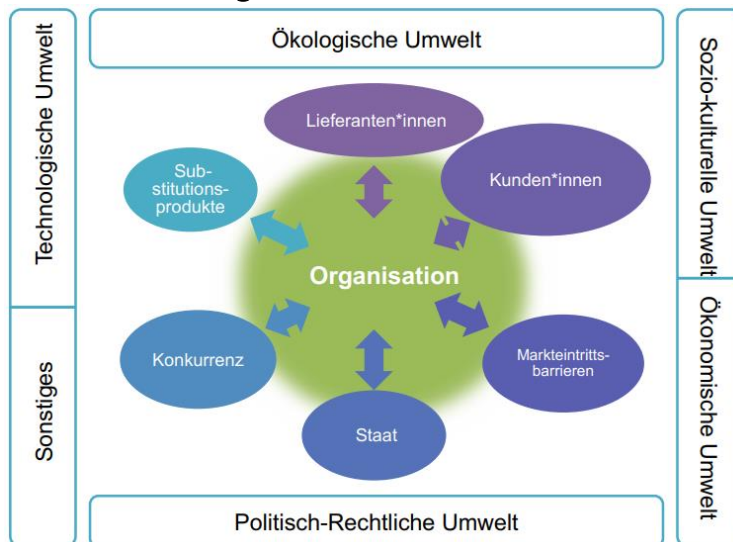 Ökologische Umwelt
Technologische Umwelt
Sozio-kulturelle Umwelt
Lieferanten*innen
Kunden*innen
Sub-
stitutions-
produkte
Organisation
Konkurrenz
Markteintritts-
barrieren
Staat
Sonstiges
Ökonomische Umwelt
Politisch-Rechtliche Umwelt